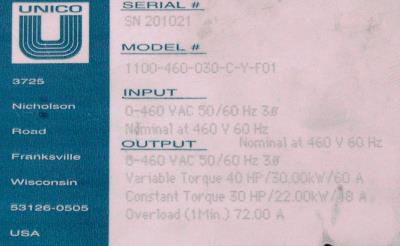 UNICO
U
3725
Nicholson
Road
Franksville
Wisconsin
53126-0505
USA
SERIAL #
SN 201021
MODEL #
1100-460-030-C-Y-F01
INPUT
0-460 VAC 50/60 Hz 3ø
Nominal at 460 V 60 Hz
OUTPUT
Nominal at 460 V 60 Hz
0-460 VAC 50/60 Hz 3ø
Variable Torque 40 HP/30.00kW/60 A
Constant Torque 30 HP/22.00kW/48 A
Overload (1Min.) 72.00 A